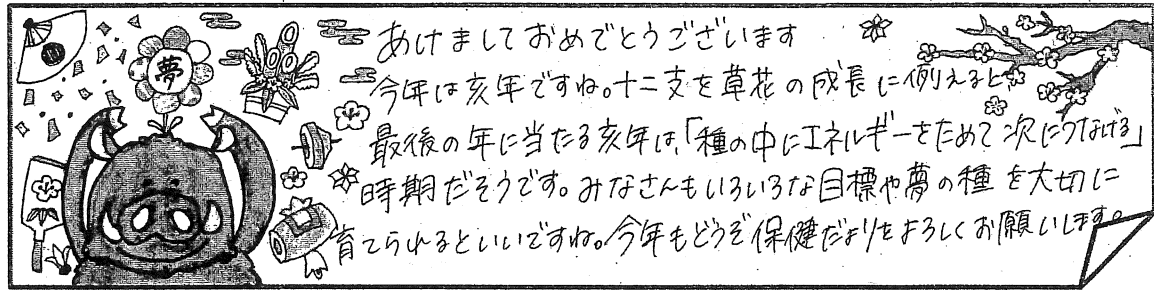 夢
あけましておめでとうございます
今年は亥年ですね。十二支を草花の成長に例えると、
最後の年に当たる亥年は、「種の中にエネルギーをためて次につなげる」
時期だそうです。みなさんもいろいろな目標や夢の種を大切に
育てられるといいですね。今年もどうぞ保健だよりをよろしくお願いします。